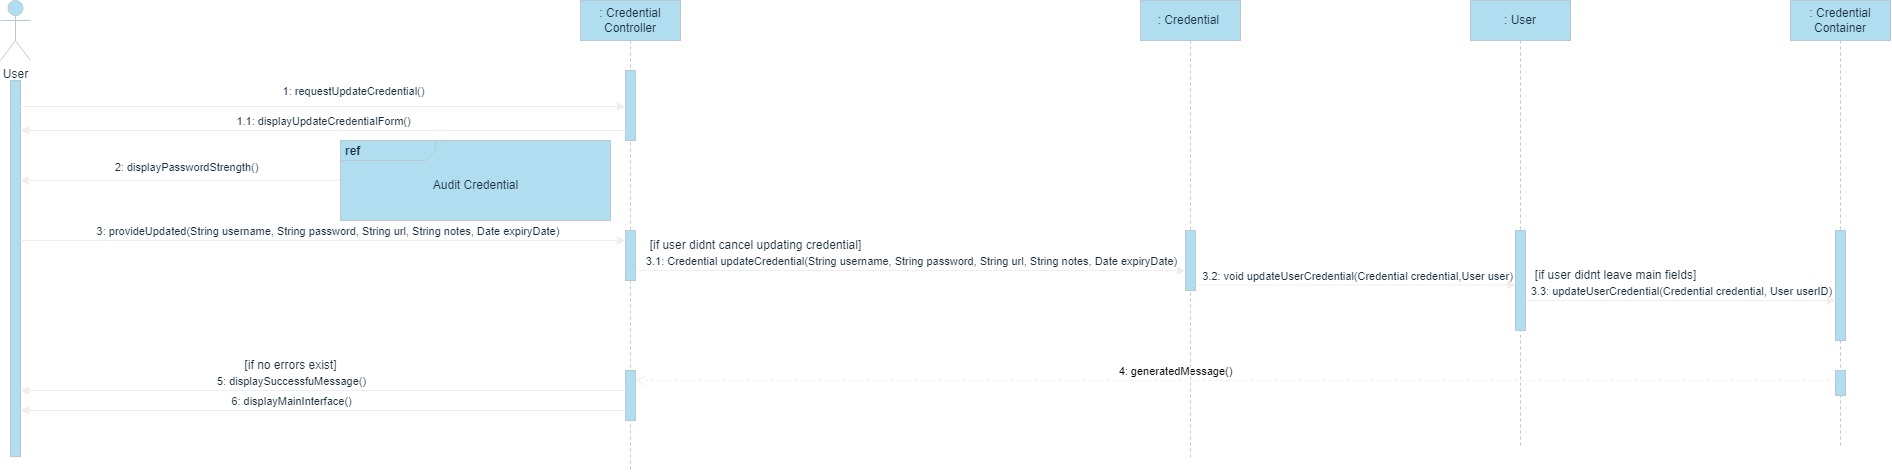 : Credential
Controller
: Credential
: User
: Credential
Container
User
1: requestUpdateCredential()
1.1: displayUpdateCredentialForm()
ref
2: displayPasswordStrength()
Audit Credential
3: provideUpdated(String username, String password, String url, String notes, Date expiryDate)
[if user didnt cancel updating credential]
3.1: Credential updateCredential(String username, String password, String url, String notes, Date expiryDate)
3.2: void updateUserCredential(Credential credential,User user)
[if user didnt leave main fields]
3.3: updateUserCredential(Credential credential, User userID)
[if no errors exist]
4: generatedMessage()
5: displaySuccessfuMessage()
6: displayMainInterface()